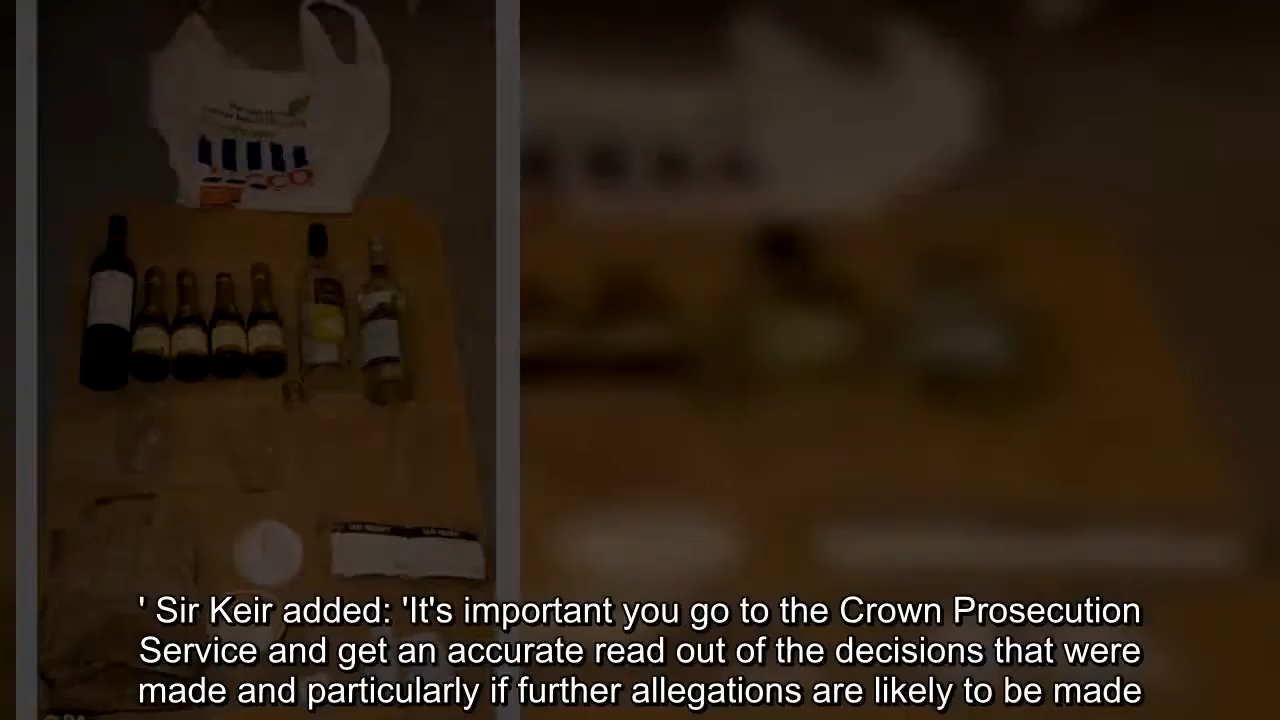 TESCO
' Sir Keir added: 'It's important you go to the Crown Prosecution
Service and get an accurate read out of the decisions that were
made and particularly if further allegations are likely to be made